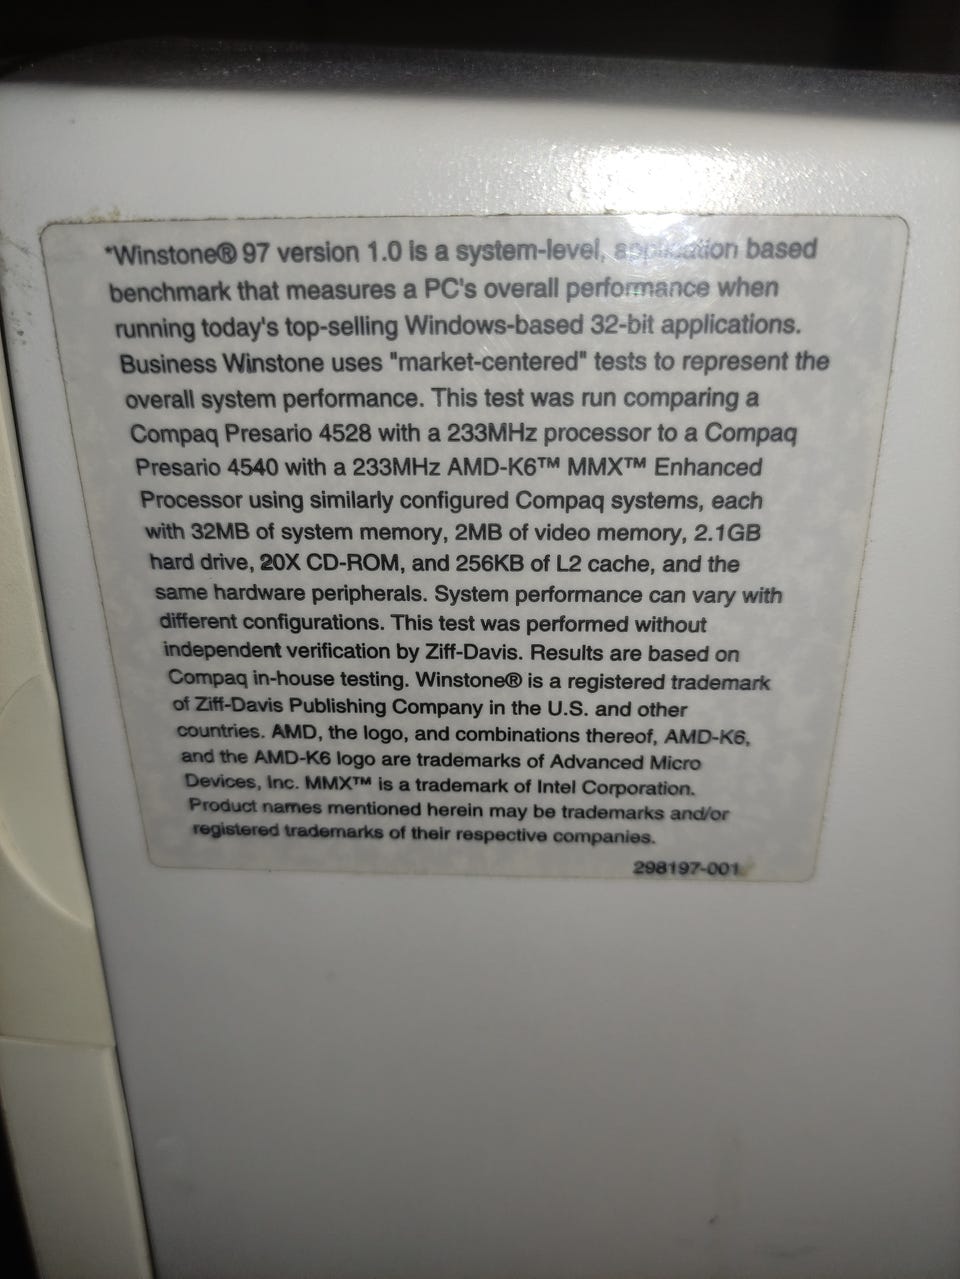 *Winstone® 97 version 1.0 is a system-level, application based
benchmark that measures a PC's overall performance when
running today's top-selling Windows-based 32-bit applications.
Business Winstone uses "market-centered" tests to represent the
overall system performance. This test was run comparing a
Compaq Presario 4528 with a 233MHz processor to a Compaq
Presario 4540 with a 233MHz AMD-K6™ MMX™ Enhanced
Processor using similarly configured Compaq systems, each
with 32MB of system memory, 2MB of video memory, 2.1GB
hard drive, 20X CD-ROM, and 256KB of L2 cache, and the
same hardware peripherals. System performance can vary with
different configurations. This test was performed without
independent verification by Ziff-Davis. Results are based on
Compaq in-house testing. Winstone® is a registered trademark
of Ziff-Davis Publishing Company in the U.S. and other
countries. AMD, the logo, and combinations thereof, AMD-K6,
and the AMD-K6 logo are trademarks of Advanced Micro
Devices, Inc. MMX™ is a trademark of Intel Corporation.
Product names mentioned herein may be trademarks and/or
registered trademarks of their respective companies.
298197-001